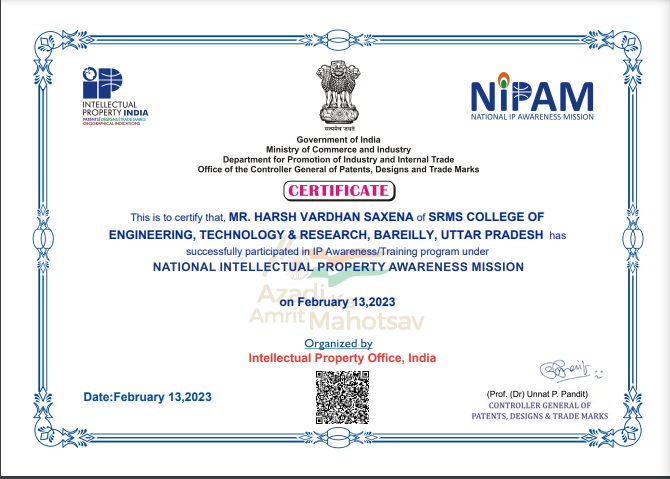 iP
INTELLECTUAL
PROPERTY INDIA
PATENTS | DESIGNS | TRADE MARKS
GEOGRAPHICAL INDICATIONS
सत्यमेव जयते
NiPAM
NATIONAL IP AWARENESS MISSION
Government of India
Ministry of Commerce and Industry
Department for Promotion of Industry and Internal Trade
Office of the Controller General of Patents, Designs and Trade Marks
CERTIFICATE
This is to certify that, MR. HARSH VARDHAN SAXENA of SRMS COLLEGE OF
ENGINEERING, TECHNOLOGY & RESEARCH, BAREILLY, UTTAR PRADESH has
successfully participated in IP Awareness/Training program under
NATIONAL INTELLECTUAL PROPERTY AWARENESS MISSION
Azadi Ka
on February 13,2023
Amrit Mahotsav
Organized by
Intellectual Property Office, India
Date:February 13,2023
(Prof. (Dr) Unnat P. Pandit)
CONTROLLER GENERAL OF
PATENTS, DESIGNS & TRADE MARKS